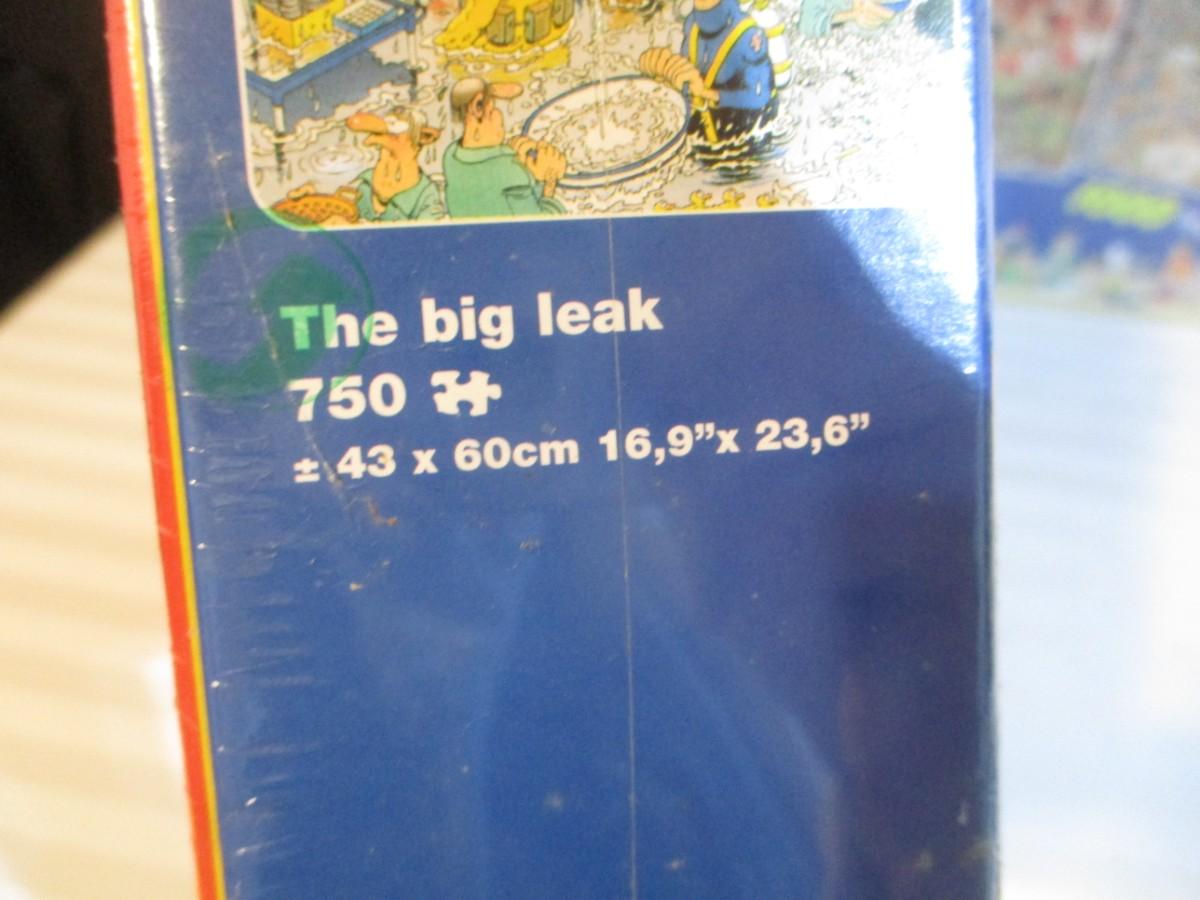 The big leak
750
± 43 x 60cm 16,9”x 23,6”